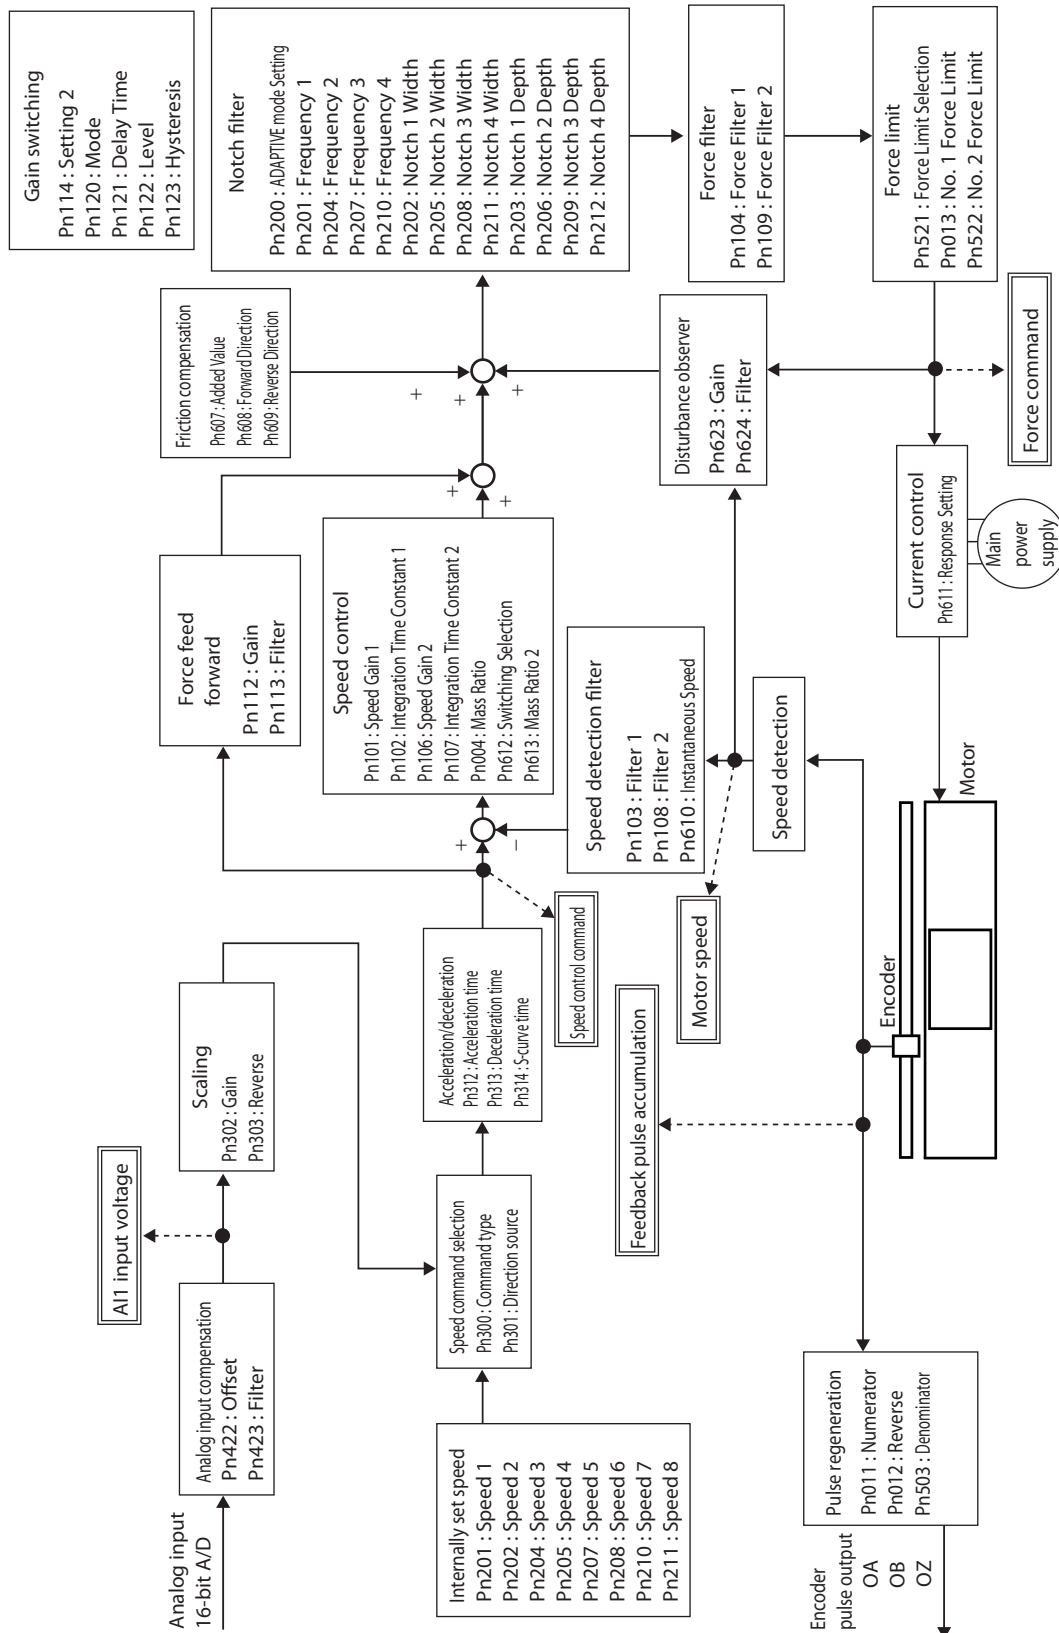 Analog input
16-bit A/D
Analog input compensation
Pn422 : Offset
Pn423 : Filter
AI1 input voltage
Scaling
Pn302 : Gain
Pn303 : Reverse
Internally set speed
Pn201 : Speed 1
Pn202 : Speed 2
Pn204 : Speed 3
Pn205 : Speed 4
Pn207 : Speed 5
Pn208 : Speed 6
Pn210 : Speed 7
Pn211 : Speed 8
Speed command selection
Pn300 : Command type
Pn301 : Direction source
Acceleration/deceleration
Pn312 : Acceleration time
Pn313 : Deceleration time
Pn314 : S-curve time
Speed control command
+
−
Force feed
forward
Pn112 : Gain
Pn113 : Filter
Speed control
Pn101 : Speed Gain 1
Pn102 : Integration Time Constant 1
Pn106 : Speed Gain 2
Pn107 : Integration Time Constant 2
Pn004 : Mass Ratio
Pn612 : Switching Selection
Pn613 : Mass Ratio 2
+
+
Friction compensation
Pn607 : Added Value
Pn608 : Forward Direction
Pn609 : Reverse Direction
+
+
+
Gain switching
Pn114 : Setting 2
Pn120 : Mode
Pn121 : Delay Time
Pn122 : Level
Pn123 : Hysteresis
Notch filter
Pn200 : ADAPTIVE mode Setting
Pn201 : Frequency 1
Pn204 : Frequency 2
Pn207 : Frequency 3
Pn210 : Frequency 4
Pn202 : Notch 1 Width
Pn205 : Notch 2 Width
Pn208 : Notch 3 Width
Pn211 : Notch 4 Width
Pn203 : Notch 1 Depth
Pn206 : Notch 2 Depth
Pn209 : Notch 3 Depth
Pn212 : Notch 4 Depth
Speed detection filter
Pn103 : Filter 1
Pn108 : Filter 2
Pn610 : Instantaneous Speed
Disturbance observer
Pn623 : Gain
Pn624 : Filter
Force filter
Pn104 : Force Filter 1
Pn109 : Force Filter 2
Feedback pulse accumulation
Motor speed
Speed detection
Force limit
Pn521 : Force Limit Selection
Pn013 : No. 1 Force Limit
Pn522 : No. 2 Force Limit
Encoder
pulse output
OA
OB
OZ
Pulse regeneration
Pn011 : Numerator
Pn012 : Reverse
Pn503 : Denominator
Encoder
Motor
Current control
Pn611 : Response Setting
Main
power
supply
Force command